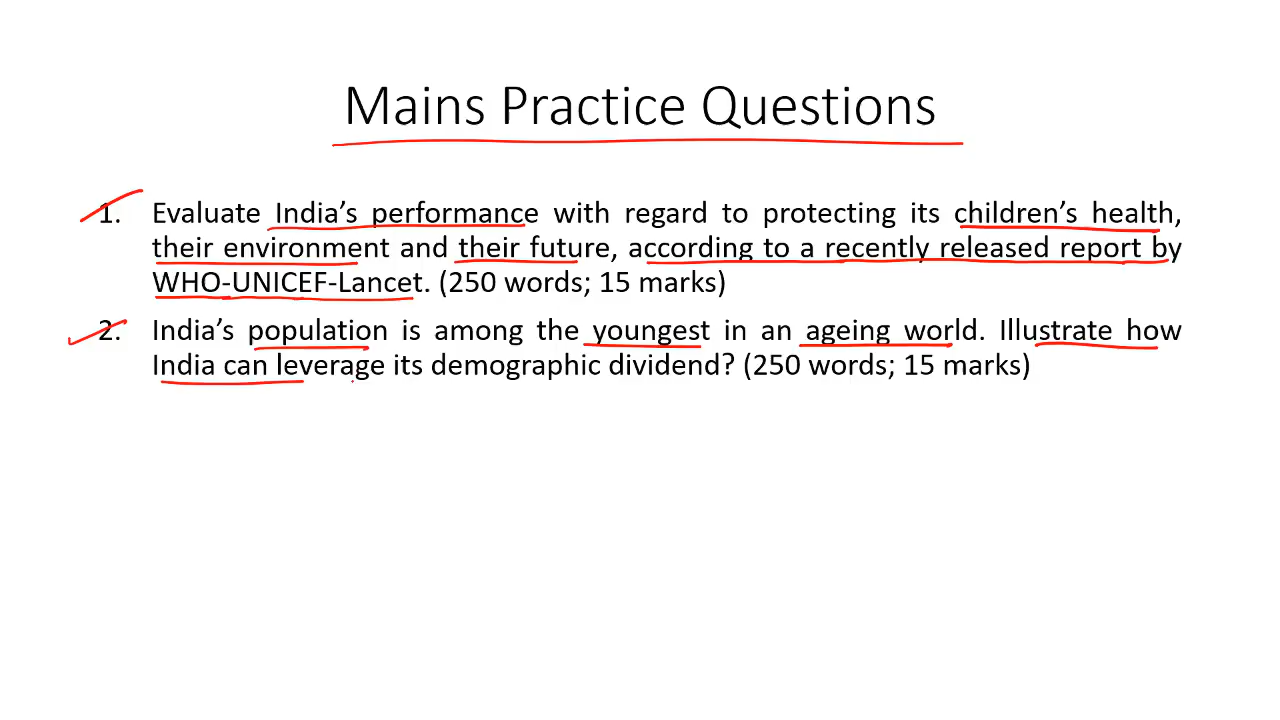 Mains Practice Questions
1. Evaluate India's performance with regard to protecting its children's health,
their environment and their future, according to a recently released report by
WHO-UNICEF-Lancet. (250 words; 15 marks)
2. India's population is among the youngest in an ageing world. Illustrate how
India can leverage its demographic dividend? (250 words; 15 marks)